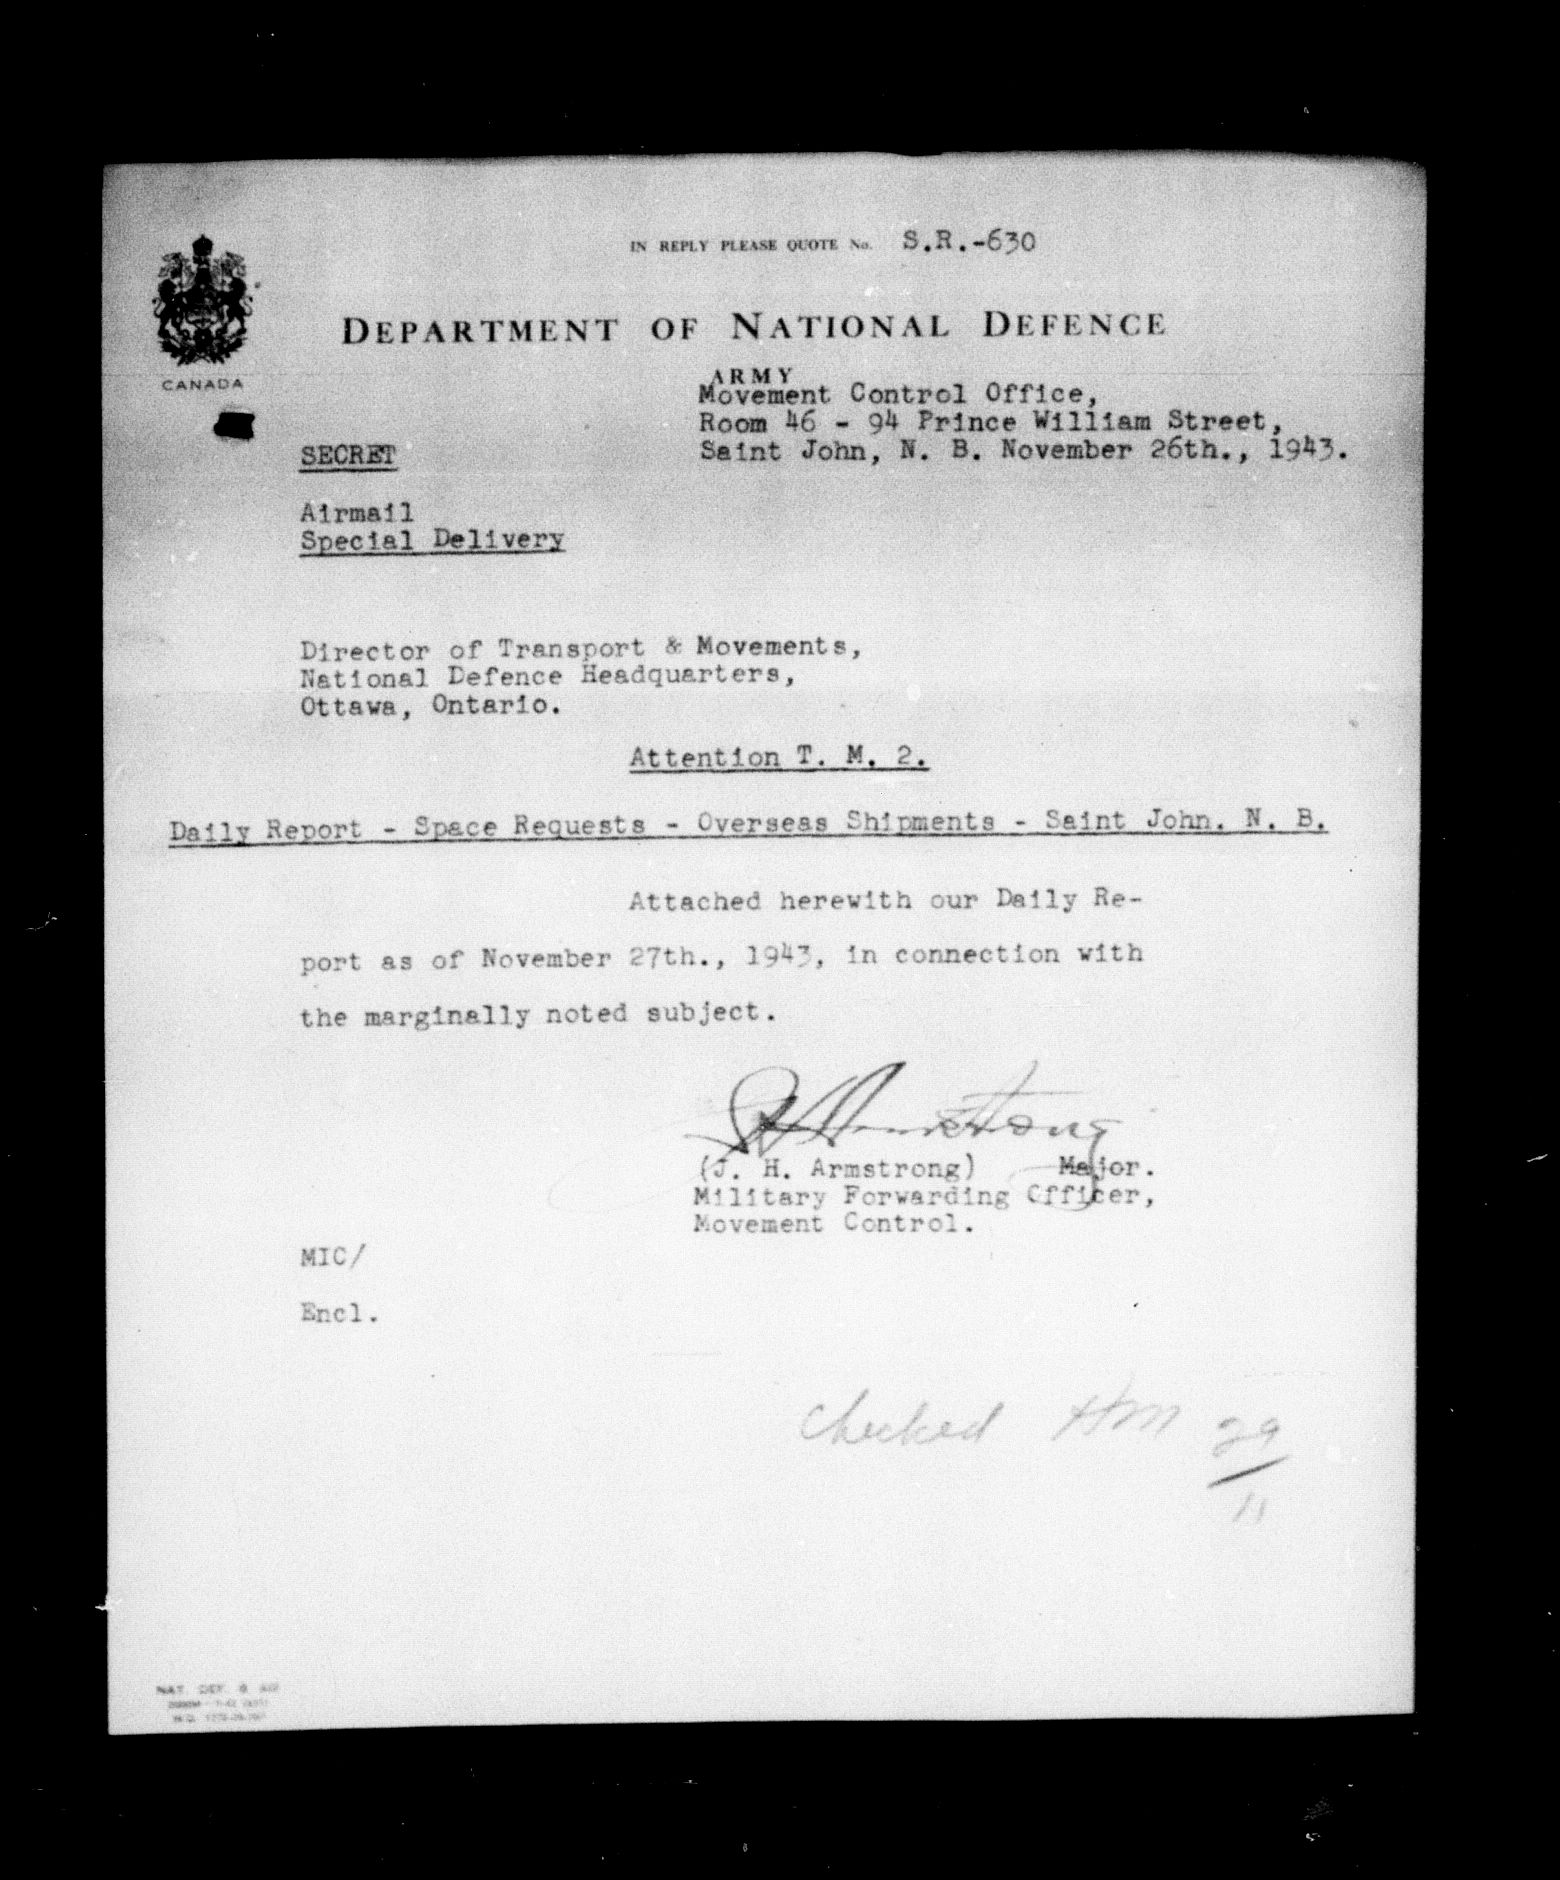 IN REPLY PLEASE QUOTE No. S.R.-630
DEPARTMENT OF NATIONAL DEFENCE
CANADA
ARMY
Movement Control Office,
Room 46 - 94 Prince William Street,
SECRET
Saint John, N. B. November 26th., 1943.
Airmail
Special Delivery
Director of Transport & Movements,
National Defence Headquarters,
Ottawa, Ontario.
Attention T. M. 2.
Daily Report - Space Requests - Overseas Shipments - Saint John. N. B.
Attached herewith our Daily Re-
port as of November 27th., 1943, in connection with
the marginally noted subject.
Armstrong
(J. H. Armstrong) Major.
Military Forwarding Officer,
Movement Control.
MIC/
Encl.
Checked HM 29
11
NAT. DEF.